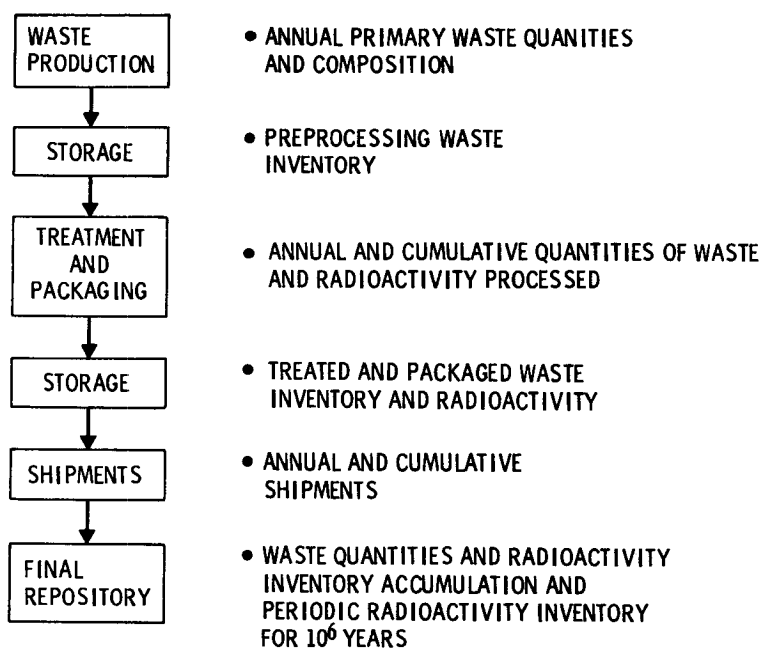 WASTE
PRODUCTION
• ANNUAL PRIMARY WASTE QUANITIES
AND COMPOSITION
STORAGE
• PREPROCESSING WASTE
INVENTORY
TREATMENT
AND
PACKAGING
• ANNUAL AND CUMULATIVE QUANTITIES OF WASTE
AND RADIOACTIVITY PROCESSED
STORAGE
• TREATED AND PACKAGED WASTE
INVENTORY AND RADIOACTIVITY
SHIPMENTS
• ANNUAL AND CUMULATIVE
SHIPMENTS
FINAL
REPOSITORY
• WASTE QUANTITIES AND RADIOACTIVITY
INVENTORY ACCUMULATION AND
PERIODIC RADIOACTIVITY INVENTORY
FOR 10⁶ YEARS